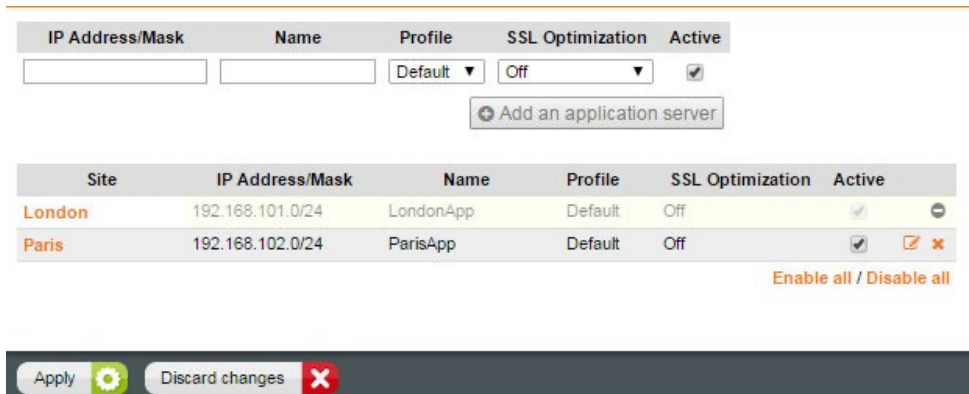 IP Address/Mask Name Profile SSL Optimization Active
Default Off
Add an application server
Site IP Address/Mask Name Profile SSL Optimization Active
London 192.168.101.0/24 LondonApp Default Off
Paris 192.168.102.0/24 ParisApp Default Off
Enable all / Disable all
Apply Discard changes